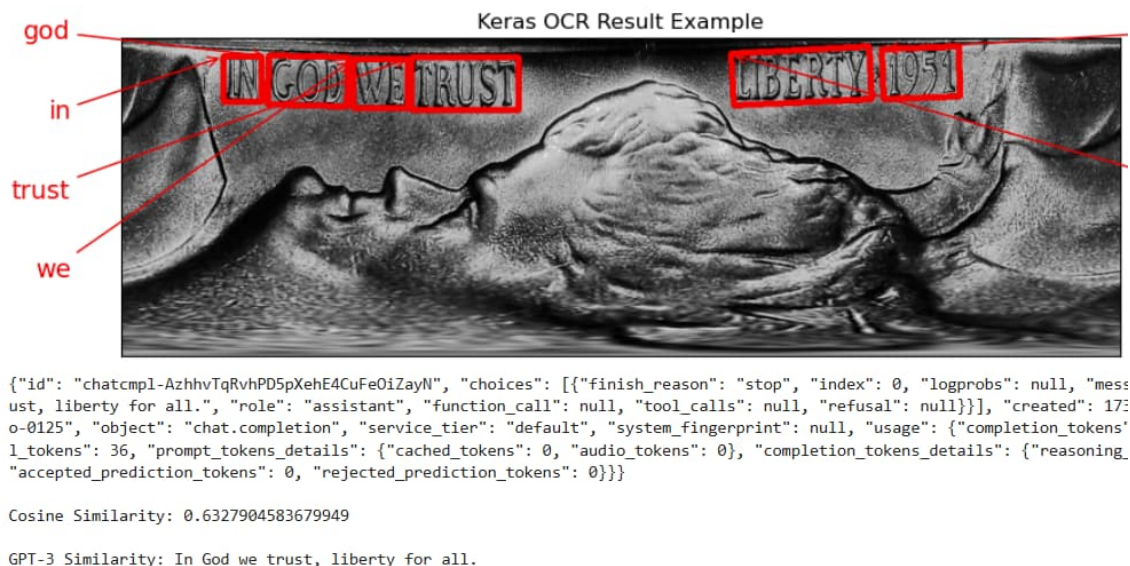 Keras OCR Result Example
god
in
trust
we
IN GOD WE TRUST LIBERTY 1951
{"id": "chatcmpl-AzhhvTqRvhPD5pXehE4CuFeOiZayN", "choices": [{"finish_reason": "stop", "index": 0, "logprobs": null, "mess
ust, liberty for all.", "role": "assistant", "function_call": null, "tool_calls": null, "refusal": null}}], "created": 173
o-0125", "object": "chat.completion", "service_tier": "default", "system_fingerprint": null, "usage": {"completion_tokens"
l_tokens": 36, "prompt_tokens_details": {"cached_tokens": 0, "audio_tokens": 0}, "completion_tokens_details": {"reasoning_
"accepted_prediction_tokens": 0, "rejected_prediction_tokens": 0}}}
Cosine Similarity: 0.6327904583679949
GPT-3 Similarity: In God we trust, liberty for all.